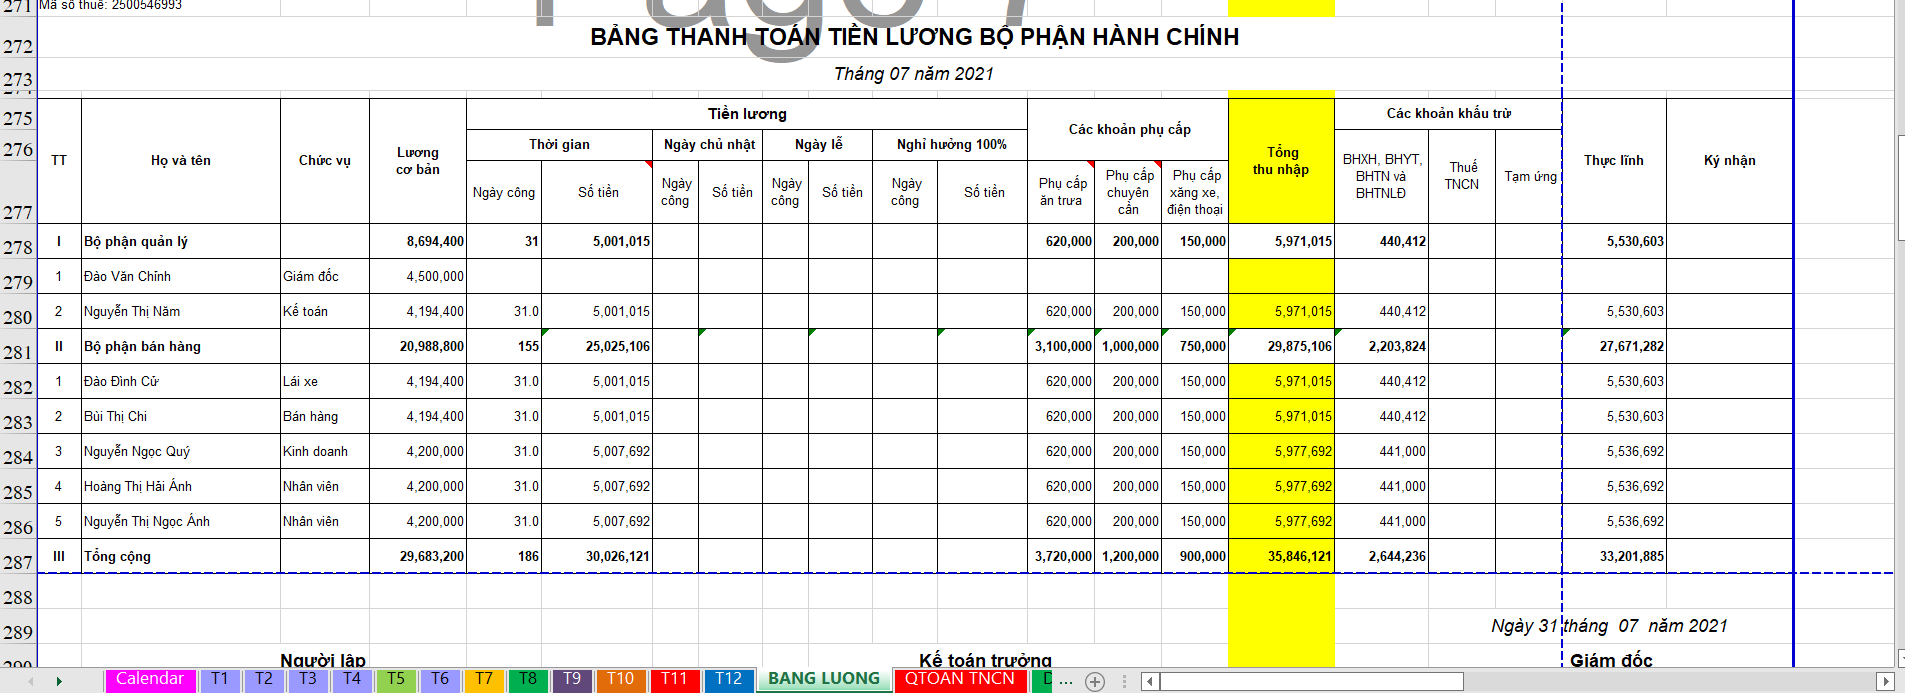 271 Mã số thuế: 2500546993
272 BẢNG THANH TOÁN TIỀN LƯƠNG BỘ PHẬN HÀNH CHÍNH
273 Tháng 07 năm 2021
275 Tiền lương Các khoản phụ cấp Các khoản khấu trừ
276 TT Họ và tên Chức vụ Lương cơ bản Thời gian Ngày chủ nhật Ngày lễ Nghỉ hưởng 100% Tổng thu nhập Thực lĩnh Ký nhận
277 Ngày công Số tiền Ngày công Số tiền Ngày công Số tiền Ngày công Số tiền Phụ cấp ăn trưa Phụ cấp chuyên cần Phụ cấp xăng xe, điện thoại BHXH, BHYT, BHTN và BHTNLĐ Thuế TNCN Tạm ứng
278 I Bộ phận quản lý 8,694,400 31 5,001,015 620,000 200,000 150,000 5,971,015 440,412 5,530,603
279 1 Đào Văn Chỉnh Giám đốc 4,500,000
280 2 Nguyễn Thị Năm Kế toán 4,194,400 31.0 5,001,015 620,000 200,000 150,000 5,971,015 440,412 5,530,603
281 II Bộ phận bán hàng 20,988,800 155 25,025,106 3,100,000 1,000,000 750,000 29,875,106 2,203,824 27,671,282
282 1 Đào Đình Cử Lái xe 4,194,400 31.0 5,001,015 620,000 200,000 150,000 5,971,015 440,412 5,530,603
283 2 Bùi Thị Chi Bán hàng 4,194,400 31.0 5,001,015 620,000 200,000 150,000 5,971,015 440,412 5,530,603
284 3 Nguyễn Ngọc Quý Kinh doanh 4,200,000 31.0 5,007,692 620,000 200,000 150,000 5,977,692 441,000 5,536,692
285 4 Hoàng Thị Hải Ánh Nhân viên 4,200,000 31.0 5,007,692 620,000 200,000 150,000 5,977,692 441,000 5,536,692
286 5 Nguyễn Thị Ngọc Ánh Nhân viên 4,200,000 31.0 5,007,692 620,000 200,000 150,000 5,977,692 441,000 5,536,692
287 III Tổng cộng 29,683,200 186 30,026,121 3,720,000 1,200,000 900,000 35,846,121 2,644,236 33,201,885
288
289 Ngày 31 tháng 07 năm 2021
290 Người lập Kế toán trưởng Giám đốc
Calendar T1 T2 T3 T4 T5 T6 T7 T8 T9 T10 T11 T12 BANG LUONG QTOAN TNCN ...